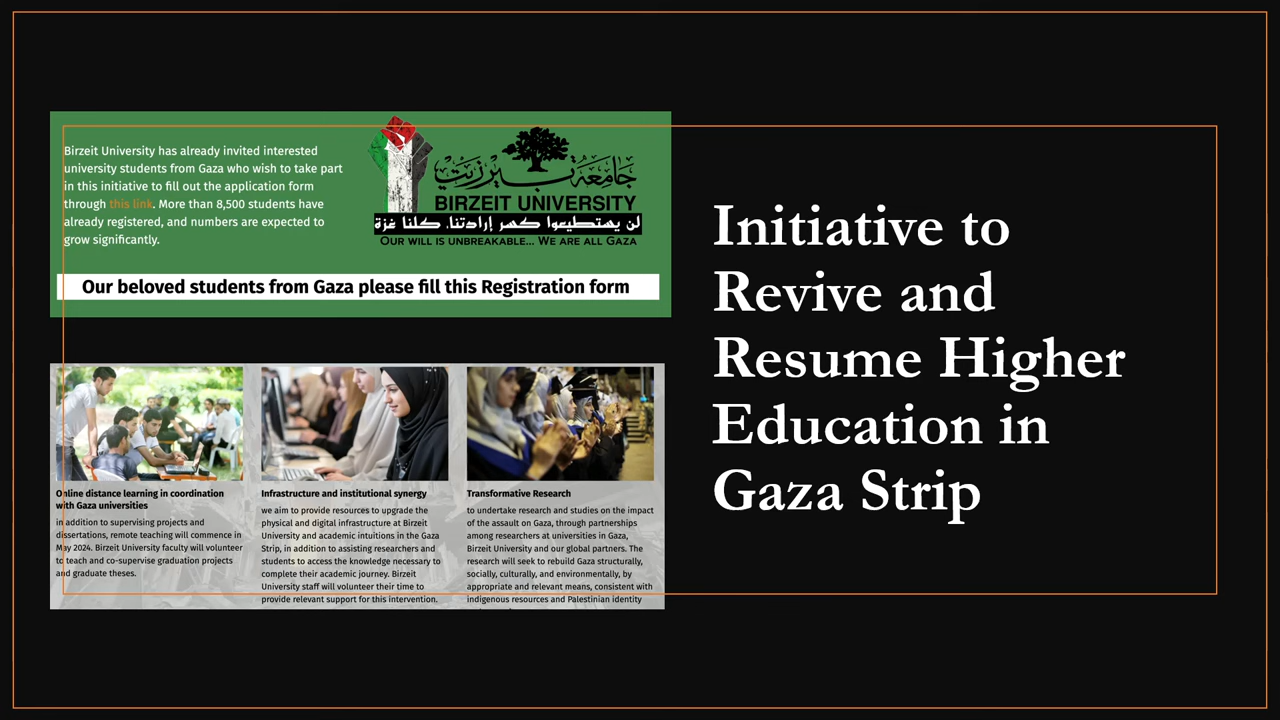 Birzeit University has already invited interested
university students from Gaza who wish to take part
in this initiative to fill out the application form
through this link. More than 8,500 students have
already registered, and numbers are expected to
grow significantly.
جامعة بيرزيت
BIRZEIT UNIVERSITY
لن يستطيعوا كسر إرادتنا، كلنا غزة
OUR WILL IS UNBREAKABLE... WE ARE ALL GAZA
Our beloved students from Gaza please fill this Registration form
Initiative to
Revive and
Resume Higher
Education in
Gaza Strip
Online distance learning in coordination
with Gaza universities
in addition to supervising projects and
dissertations, remote teaching will commence in
May 2024. Birzeit University faculty will volunteer
to teach and co-supervise graduation projects
and graduate theses.
Infrastructure and institutional synergy
we aim to provide resources to upgrade the
physical and digital infrastructure at Birzeit
University and academic intuitions in the Gaza
Strip, in addition to assisting researchers and
students to access the knowledge necessary to
complete their academic journey. Birzeit
University staff will volunteer their time to
provide relevant support for this intervention.
Transformative Research
to undertake research and studies on the impact
of the assault on Gaza, through partnerships
among researchers at universities in Gaza,
Birzeit University and our global partners. The
research will seek to rebuild Gaza structurally,
socially, culturally, and environmentally, by
appropriate and relevant means, consistent with
indigenous resources and Palestinian identity